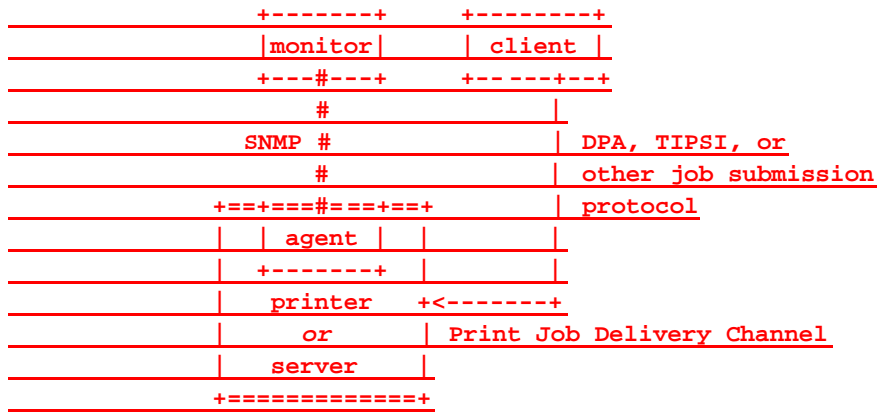 +-------+     +--------+
|monitor|     | client |
+---#---+     +-- ---+--+
#                   |
SNMP #                   | DPA, TIPSI, or
#                   | other job submission
+==+===#===+==+        | protocol
|  | agent |  |        |
|  +-------+  |        |
|   printer   +<-------+
|     or      | Print Job Delivery Channel
|   server    |
+=============+